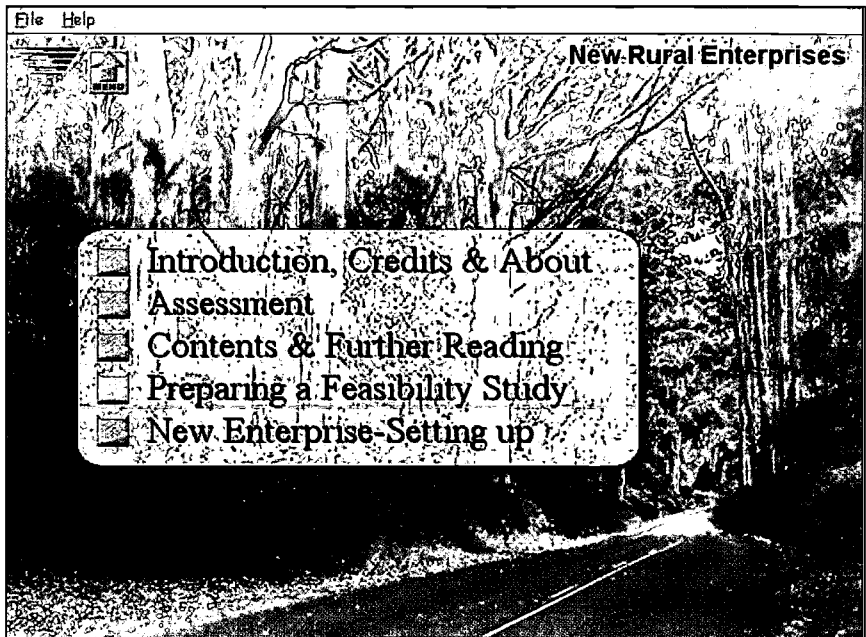 File Help
New Rural Enterprises
MENU
Introduction, Credits & About
Assessment
Contents & Further Reading
Preparing a Feasibility Study
New Enterprise-Setting up